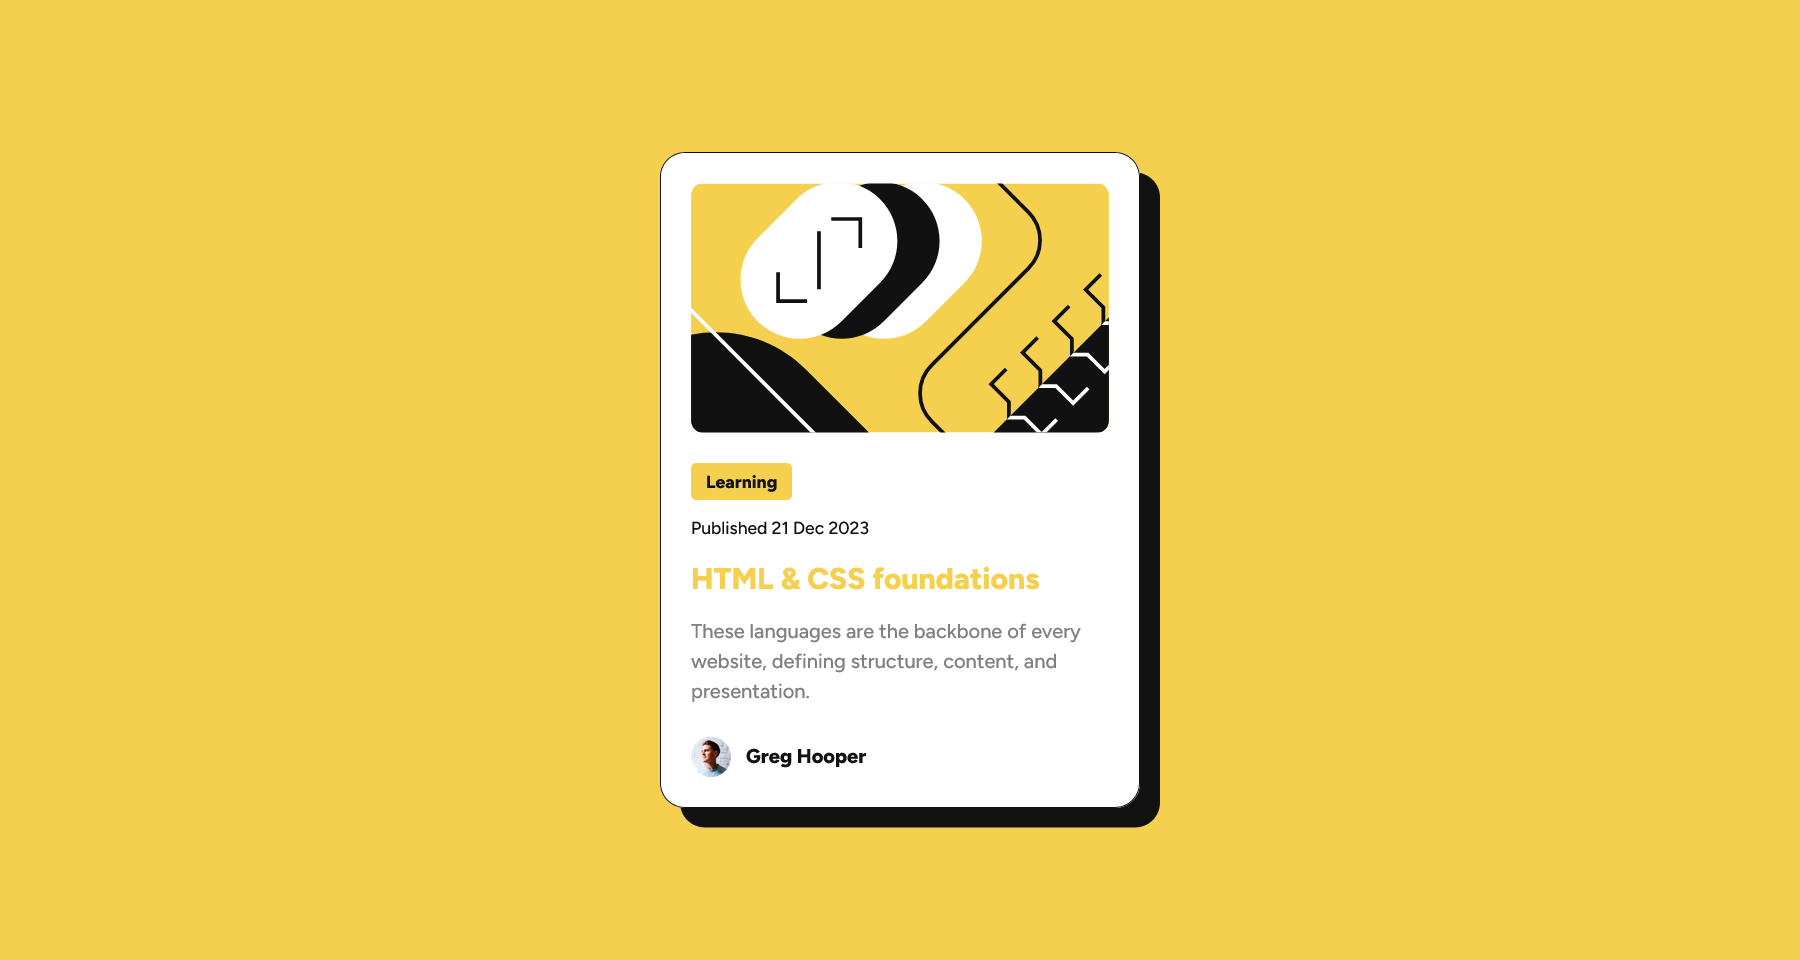 Learning
Published 21 Dec 2023
HTML & CSS foundations
These languages are the backbone of every
website, defining structure, content, and
presentation.
Greg Hooper